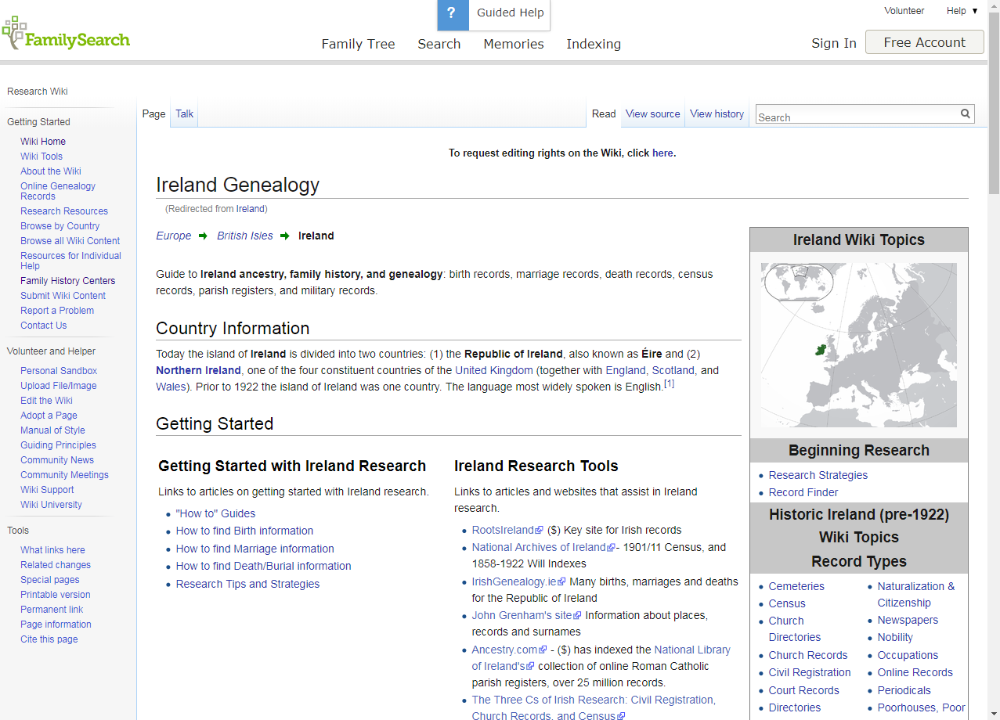 ?
Guided Help
Volunteer
Help ▼
FamilySearch
Family Tree
Search
Memories
Indexing
Sign In
Free Account
Research Wiki
Getting Started
Wiki Home
Wiki Tools
About the Wiki
Online Genealogy
Records
Research Resources
Browse by Country
Browse all Wiki Content
Resources for Individual
Help
Family History Centers
Submit Wiki Content
Report a Problem
Contact Us
Volunteer and Helper
Personal Sandbox
Upload File/Image
Edit the Wiki
Adopt a Page
Manual of Style
Guiding Principles
Community News
Community Meetings
Wiki Support
Wiki University
Tools
What links here
Related changes
Special pages
Printable version
Permanent link
Page information
Cite this page
Page
Talk
Read
View source
View history
Search
To request editing rights on the Wiki, click here.
Ireland Genealogy
(Redirected from Ireland)
Europe ➔ British Isles ➔ Ireland
Guide to Ireland ancestry, family history, and genealogy: birth records, marriage records, death records, census
records, parish registers, and military records.
Country Information
Today the island of Ireland is divided into two countries: (1) the Republic of Ireland, also known as Éire and (2)
Northern Ireland, one of the four constituent countries of the United Kingdom (together with England, Scotland, and
Wales). Prior to 1922 the island of Ireland was one country. The language most widely spoken is English.[1]
Getting Started
Getting Started with Ireland Research
Links to articles on getting started with Ireland research.
• "How to" Guides
• How to find Birth information
• How to find Marriage information
• How to find Death/Burial information
• Research Tips and Strategies
Ireland Research Tools
Links to articles and websites that assist in Ireland
research.
• RootsIreland ($) Key site for Irish records
• National Archives of Ireland- 1901/11 Census, and
1858-1922 Will Indexes
• IrishGenealogy.ie Many births, marriages and deaths
for the Republic of Ireland
• John Grenham's site Information about places,
records and surnames
• Ancestry.com - ($) has indexed the National Library
of Ireland's collection of online Roman Catholic
parish registers, over 25 million records.
• The Three Cs of Irish Research: Civil Registration,
Church Records, and Census
Ireland Wiki Topics
Beginning Research
• Research Strategies
• Record Finder
Historic Ireland (pre-1922)
Wiki Topics
Record Types
• Cemeteries
• Census
• Church
Directories
• Church Records
• Civil Registration
• Court Records
• Directories
• Naturalization &
Citizenship
• Newspapers
• Nobility
• Occupations
• Online Records
• Periodicals
• Poorhouses, Poor